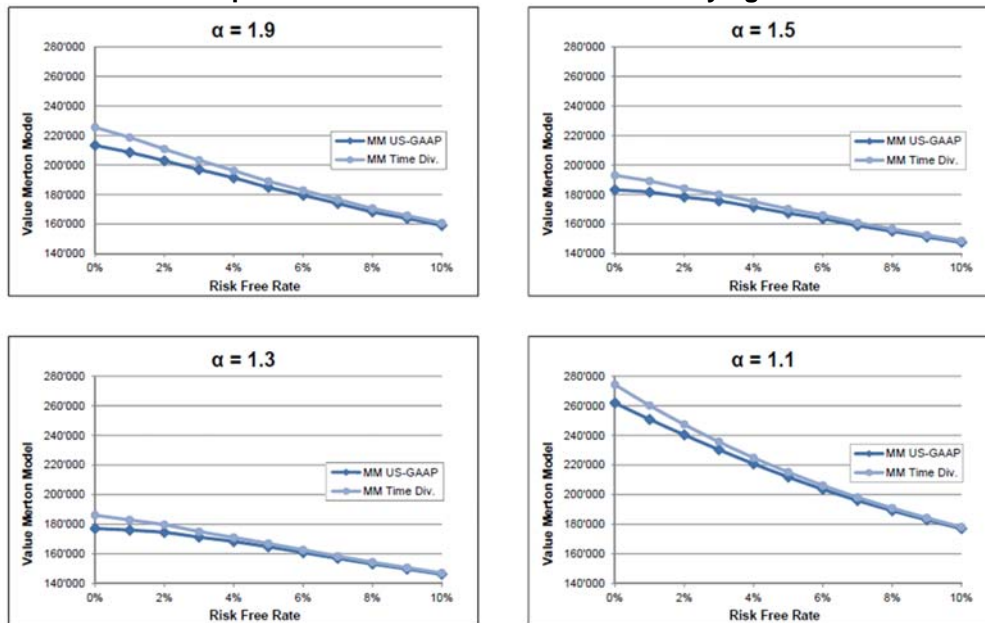 α = 1.9
280'000
260'000
240'000
220'000
200'000
180'000
160'000
140'000
0%
2%
4%
6%
8%
10%
Value Merton Model
Risk Free Rate
MM US-GAAP
MM Time Div.
α = 1.5
280'000
260'000
240'000
220'000
200'000
180'000
160'000
140'000
0%
2%
4%
6%
8%
10%
Value Merton Model
Risk Free Rate
MM US-GAAP
MM Time Div.
α = 1.3
280'000
260'000
240'000
220'000
200'000
180'000
160'000
140'000
0%
2%
4%
6%
8%
10%
Value Merton Model
Risk Free Rate
MM US-GAAP
MM Time Div.
α = 1.1
280'000
260'000
240'000
220'000
200'000
180'000
160'000
140'000
0%
2%
4%
6%
8%
10%
Value Merton Model
Risk Free Rate
MM US-GAAP
MM Time Div.